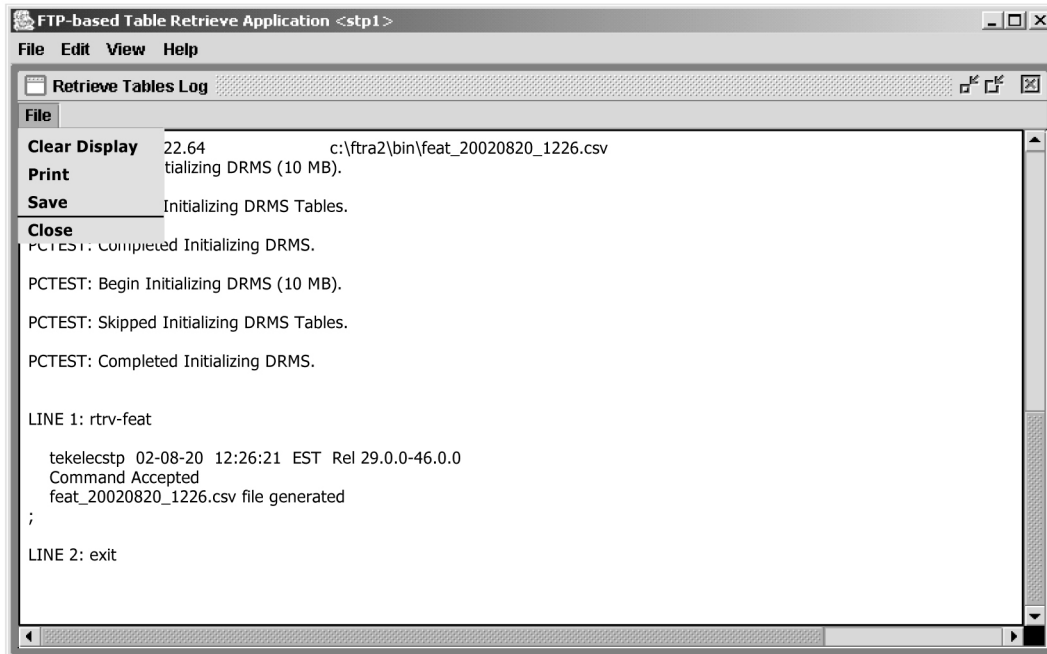 FTP-based Table Retrieve Application <stp1>
File Edit View Help
Retrieve Tables Log
File
Clear Display
Print
Save
Close
22.64 c:\ftra2\bin\feat_20020820_1226.csv
tializing DRMS (10 MB).
Initializing DRMS Tables.
PCTEST: Completed Initializing DRMS.
PCTEST: Begin Initializing DRMS (10 MB).
PCTEST: Skipped Initializing DRMS Tables.
PCTEST: Completed Initializing DRMS.
LINE 1: rtrv-feat
tekelecstp 02-08-20 12:26:21 EST Rel 29.0.0-46.0.0
Command Accepted
feat_20020820_1226.csv file generated
;
LINE 2: exit